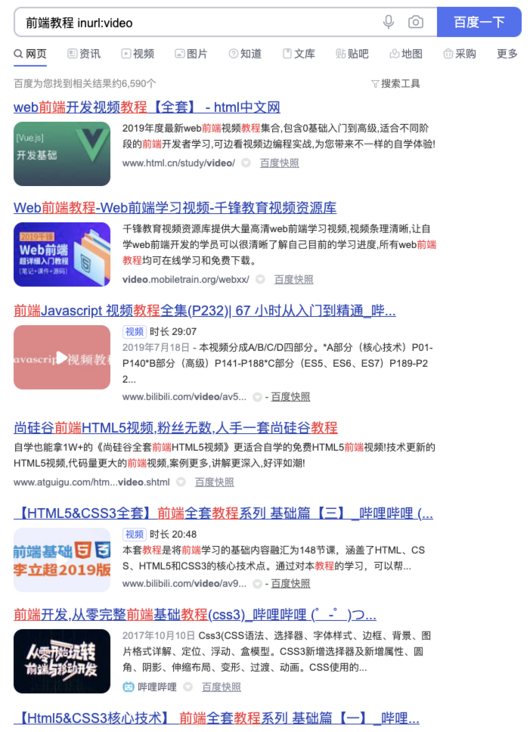 前端教程 inurl:video
百度一下
网页 资讯 视频 图片 知道 文库 贴吧 地图 采购 更多
百度为您找到相关结果约6,590个 搜索工具
web前端开发视频教程【全套】 - html中文网
[Vue.js]
开发基础
2019年度最新web前端视频教程集合,包含0基础入门到高级,适合不同阶
段的前端开发者学习,可边看视频边编程实战,为您带来不一样的自学体验!
www.html.cn/study/video/ 百度快照
Web前端教程-Web前端学习视频-千锋教育视频资源库
2019千锋
Web前端
超详细入门教程
(笔记+课件+源码)
千锋教育视频资源库提供大量高清web前端学习视频,视频条理清晰,让自
学web前端开发的学员可以很清晰了解自己目前的学习进度,所有web前端
教程均可在线学习和免费下载。
video.mobiletrain.org/webxx/ 百度快照
前端Javascript 视频教程全集(P232)| 67 小时从入门到精通_哔...
avascrip 视频教
视频 时长 29:07
2019年7月18日 - 本视频分成A/B/C/D四部分。*A部分（核心技术）P01-
P140*B部分（高级）P141-P188*C部分（ES5、ES6、ES7）P189-P2
2...
www.bilibili.com/video/av5... - 百度快照
尚硅谷前端HTML5视频,粉丝无数,人手一套尚硅谷教程
自学也能拿1W+的《尚硅谷全套前端HTML5视频》更适合自学的免费HTML5前端视频!技术更新的
HTML5视频,代码量更大的前端视频,案例更多,讲解更深入,好评如潮!
www.atguigu.com/htm...video.shtml 百度快照
【HTML5&CSS3全套】前端全套教程系列 基础篇【三】_哔哩哔哩 (...
前端基础
李立超2019版
视频 时长 20:48
本套教程是将前端学习的基础内容融汇为148节课，涵盖了HTML、CS
S、HTML5和CSS3的核心技术点。通过对本教程的学习，可以帮...
www.bilibili.com/video/av9... - 百度快照
前端开发,从零完整前端基础教程(css3)_哔哩哔哩 (゜-゜)つ...
从零开始玩转
前端与移动开发
2017年10月10日 Css3(CSS语法、选择器、字体样式、边框、背景、图
片格式详解、定位、浮动、盒模型。CSS3新增选择器及新增属性、圆
角、阴影、伸缩布局、变形、过渡、动画。CSS使用的...
哔哩哔哩 百度快照
【Html5&CSS3核心技术】 前端全套教程系列 基础篇【一】_哔哩...